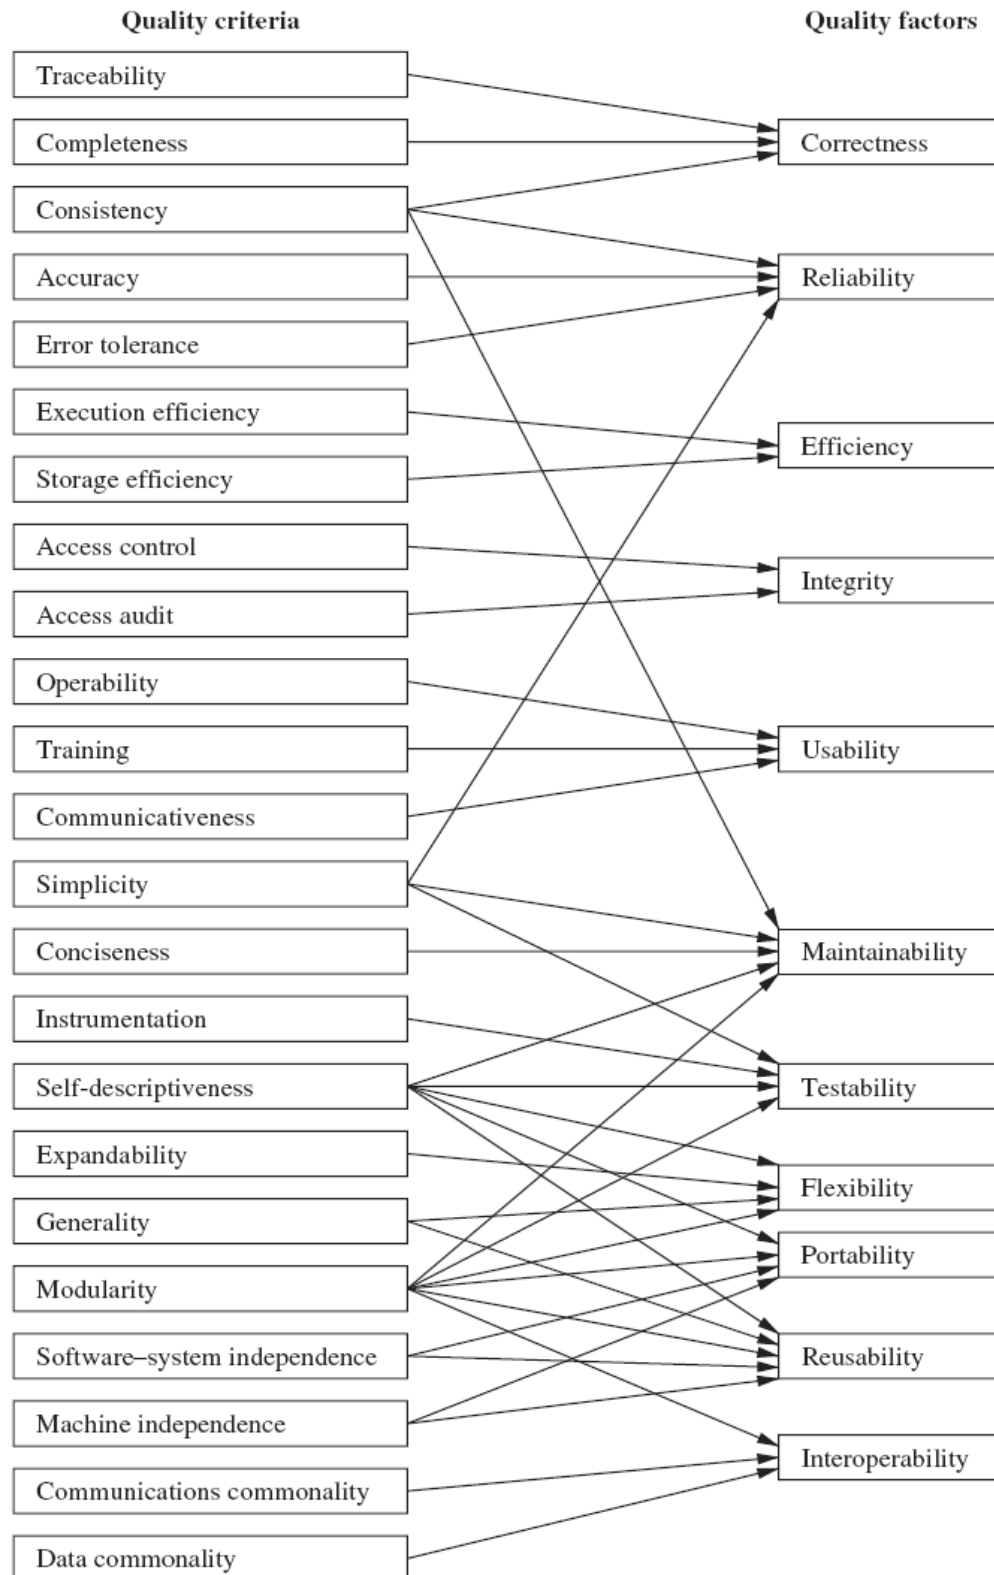 Quality criteria
Quality factors
Traceability
Completeness
Consistency
Accuracy
Error tolerance
Execution efficiency
Storage efficiency
Access control
Access audit
Operability
Training
Communicativeness
Simplicity
Conciseness
Instrumentation
Self-descriptiveness
Expandability
Generality
Modularity
Software–system independence
Machine independence
Communications commonality
Data commonality
Correctness
Reliability
Efficiency
Integrity
Usability
Maintainability
Testability
Flexibility
Portability
Reusability
Interoperability